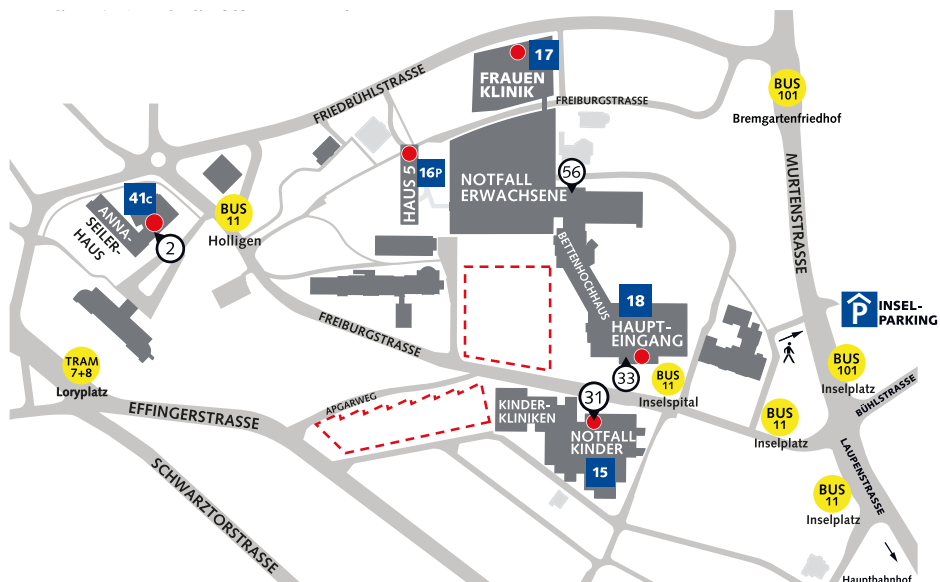 17
FRAUEN
KLINIK
FRIEDBÜHLSTRASSE
FREIBURGSTRASSE
BUS
101
Bremgartenfriedhof
MURTENSTRASSE
HAUS 5
16P
NOTFALL
ERWACHSENE
56
41C
ANNA-
SEILER-
HAUS
2
BUS
11
Holligen
BETTENHOCHHAUS
18
HAUPT-
EINGANG
33
P
INSEL-
PARKING
FREIBURGSTRASSE
TRAM
7+8
Loryplatz
BUS
11
Inselspital
BUS
101
Inselplatz
BÜHLSTRASSE
APGARWEG
EFFINGERSTRASSE
KINDER-
KLINIKEN
31
NOTFALL
KINDER
15
BUS
11
Inselplatz
LAUPENSTRASSE
SCHWARZTORSTRASSE
BUS
11
Inselplatz
Hauptbahnhof